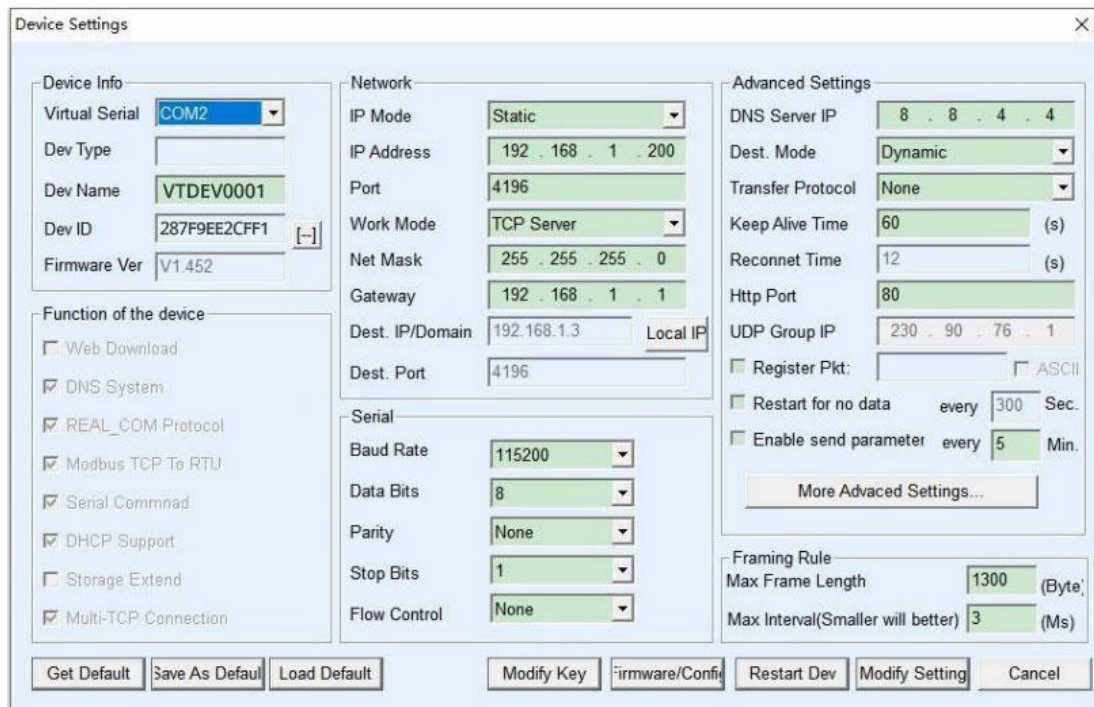 Device Settings
Device Info
Virtual Serial COM2
Dev Type
Dev Name VTDEV0001
Dev ID 287F9EE2CFF1 [--]
Firmware Ver V1.452
Function of the device
Web Download
DNS System
REAL_COM Protocol
Modbus TCP To RTU
Serial Commnad
DHCP Support
Storage Extend
Multi-TCP Connection
Network
IP Mode Static
IP Address 192 . 168 . 1 . 200
Port 4196
Work Mode TCP Server
Net Mask 255 . 255 . 255 . 0
Gateway 192 . 168 . 1 . 1
Dest. IP/Domain 192.168.1.3 Local IP
Dest. Port 4196
Serial
Baud Rate 115200
Data Bits 8
Parity None
Stop Bits 1
Flow Control None
Advanced Settings
DNS Server IP 8 . 8 . 4 . 4
Dest. Mode Dynamic
Transfer Protocol None
Keep Alive Time 60 (s)
Reconnet Time 12 (s)
Http Port 80
UDP Group IP 230 . 90 . 76 . 1
Register Pkt: ASCII
Restart for no data every 300 Sec.
Enable send parameter every 5 Min.
More Advaced Settings...
Framing Rule
Max Frame Length 1300 (Byte)
Max Interval(Smaller will better) 3 (Ms)
Get Default Save As Defaul Load Default Modify Key Firmware/Config Restart Dev Modify Setting Cancel